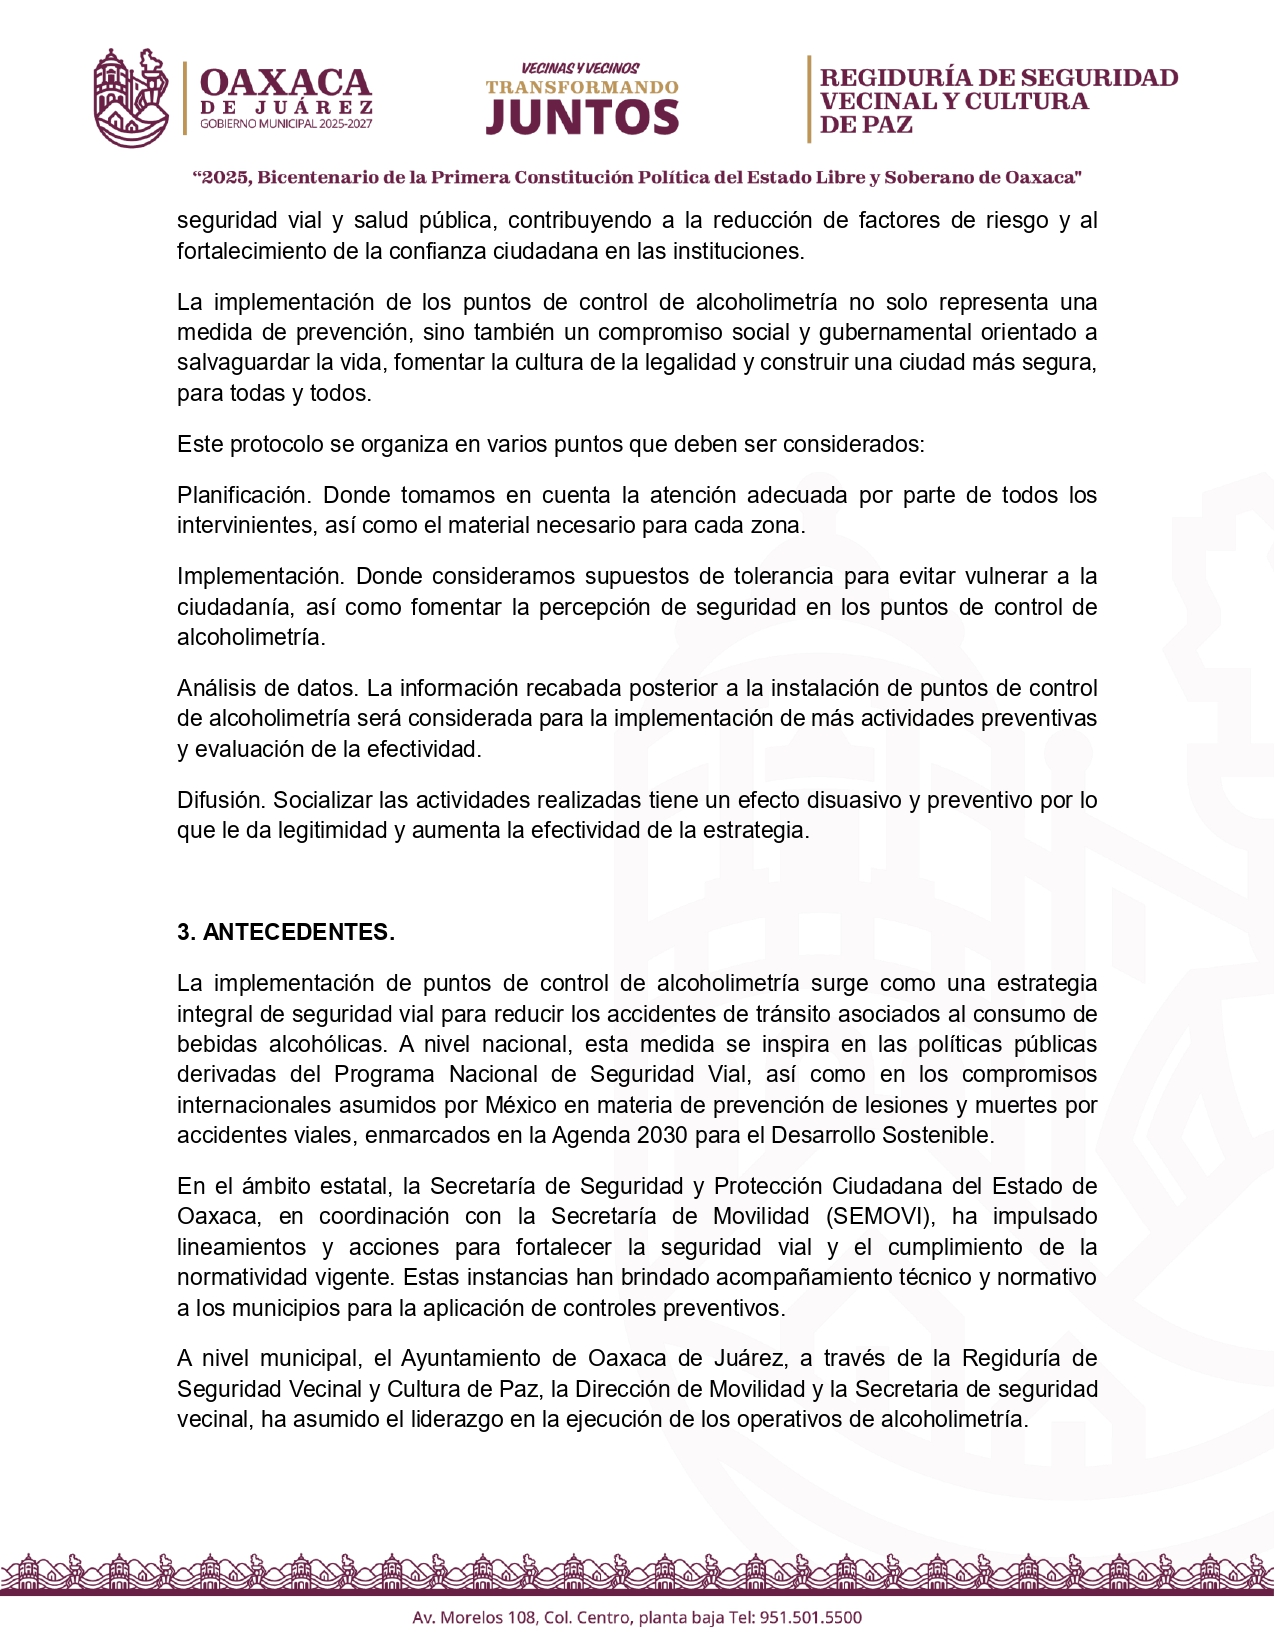 OAXACA
DE JUÁREZ
GOBIERNO MUNICIPAL 2025-2027
VECINAS Y VECINOS
TRANSFORMANDO
JUNTOS
REGIDURÍA DE SEGURIDAD
VECINAL Y CULTURA
DE PAZ
“2025, Bicentenario de la Primera Constitución Política del Estado Libre y Soberano de Oaxaca"
seguridad vial y salud pública, contribuyendo a la reducción de factores de riesgo y al
fortalecimiento de la confianza ciudadana en las instituciones.
La implementación de los puntos de control de alcoholimetría no solo representa una
medida de prevención, sino también un compromiso social y gubernamental orientado a
salvaguardar la vida, fomentar la cultura de la legalidad y construir una ciudad más segura,
para todas y todos.
Este protocolo se organiza en varios puntos que deben ser considerados:
Planificación. Donde tomamos en cuenta la atención adecuada por parte de todos los
intervinientes, así como el material necesario para cada zona.
Implementación. Donde consideramos supuestos de tolerancia para evitar vulnerar a la
ciudadanía, así como fomentar la percepción de seguridad en los puntos de control de
alcoholimetría.
Análisis de datos. La información recabada posterior a la instalación de puntos de control
de alcoholimetría será considerada para la implementación de más actividades preventivas
y evaluación de la efectividad.
Difusión. Socializar las actividades realizadas tiene un efecto disuasivo y preventivo por lo
que le da legitimidad y aumenta la efectividad de la estrategia.
3. ANTECEDENTES.
La implementación de puntos de control de alcoholimetría surge como una estrategia
integral de seguridad vial para reducir los accidentes de tránsito asociados al consumo de
bebidas alcohólicas. A nivel nacional, esta medida se inspira en las políticas públicas
derivadas del Programa Nacional de Seguridad Vial, así como en los compromisos
internacionales asumidos por México en materia de prevención de lesiones y muertes por
accidentes viales, enmarcados en la Agenda 2030 para el Desarrollo Sostenible.
En el ámbito estatal, la Secretaría de Seguridad y Protección Ciudadana del Estado de
Oaxaca, en coordinación con la Secretaría de Movilidad (SEMOVI), ha impulsado
lineamientos y acciones para fortalecer la seguridad vial y el cumplimiento de la
normatividad vigente. Estas instancias han brindado acompañamiento técnico y normativo
a los municipios para la aplicación de controles preventivos.
A nivel municipal, el Ayuntamiento de Oaxaca de Juárez, a través de la Regiduría de
Seguridad Vecinal y Cultura de Paz, la Dirección de Movilidad y la Secretaria de seguridad
vecinal, ha asumido el liderazgo en la ejecución de los operativos de alcoholimetría.
Av. Morelos 108, Col. Centro, planta baja Tel: 951.501.5500